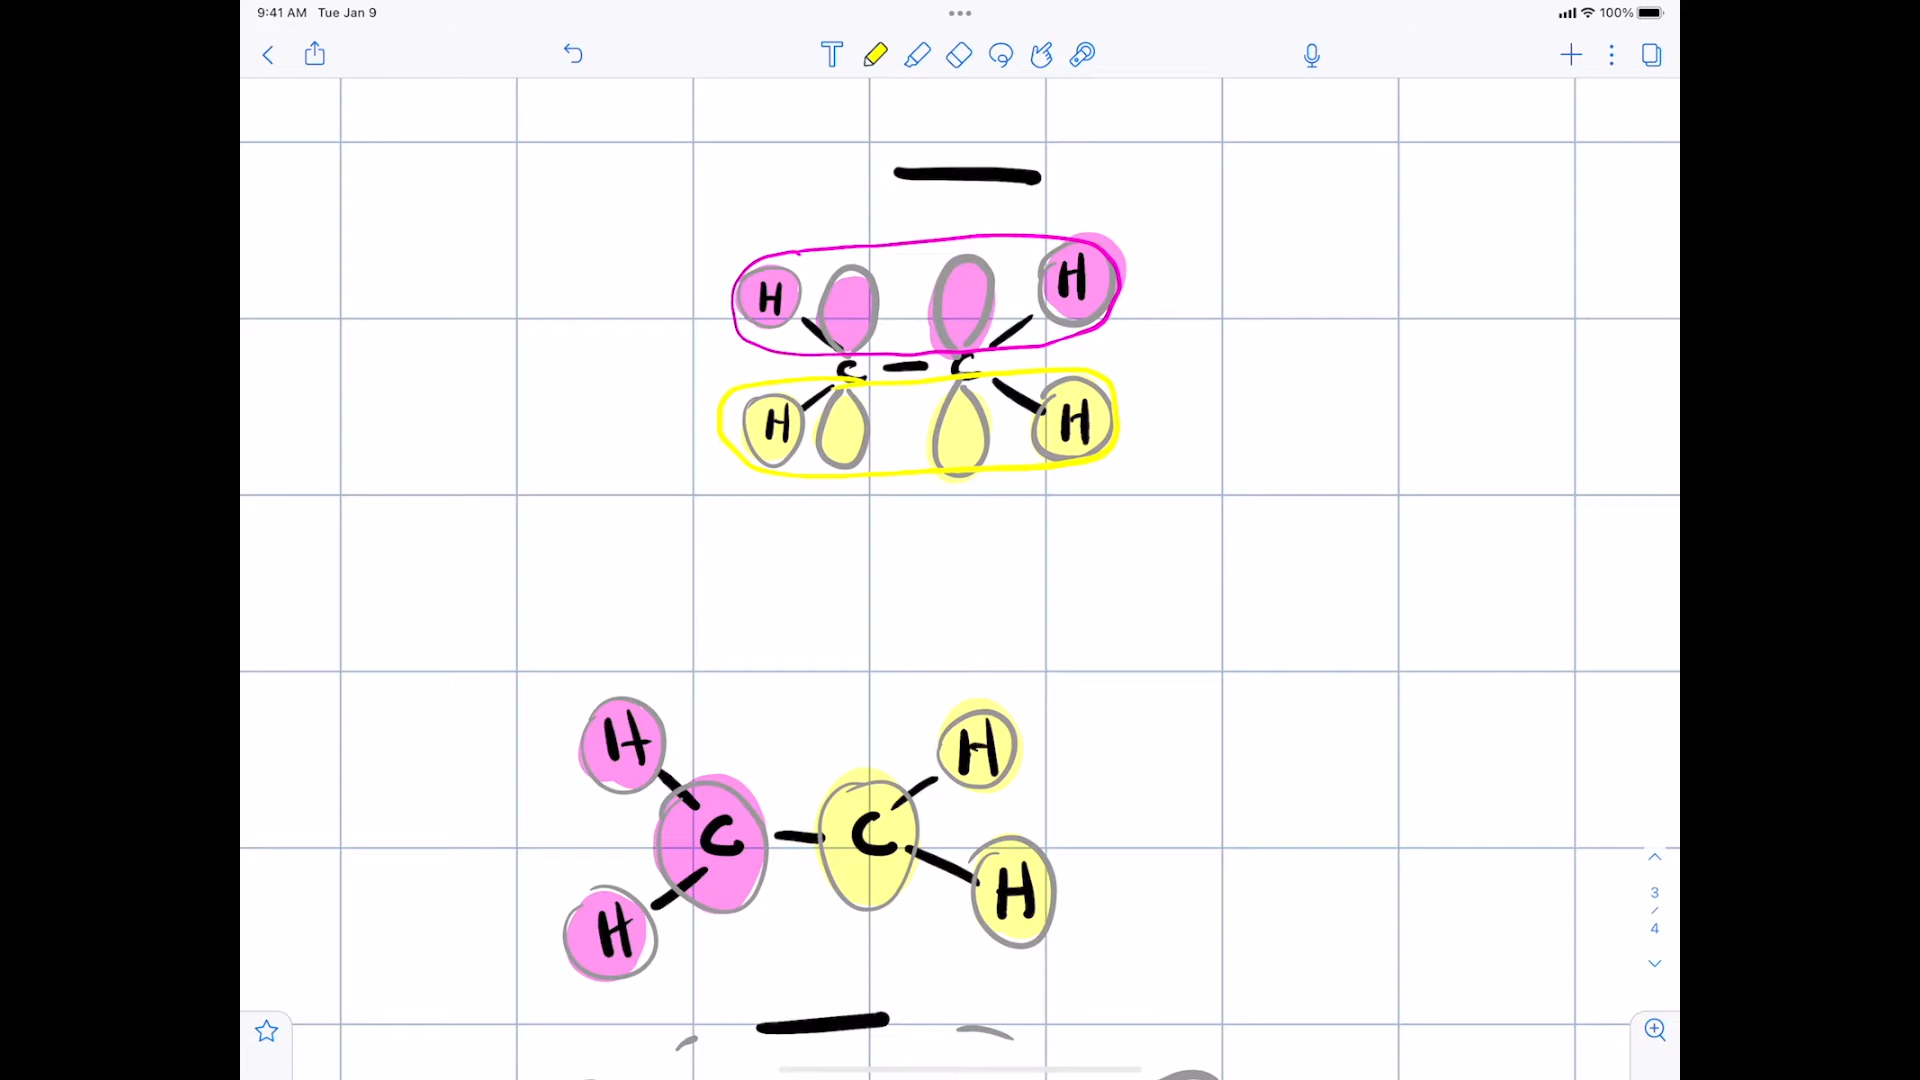 9:41 AM Tue Jan 9
100%
T
H H
C — C
H H
H H
C — C
H H
3
/
4